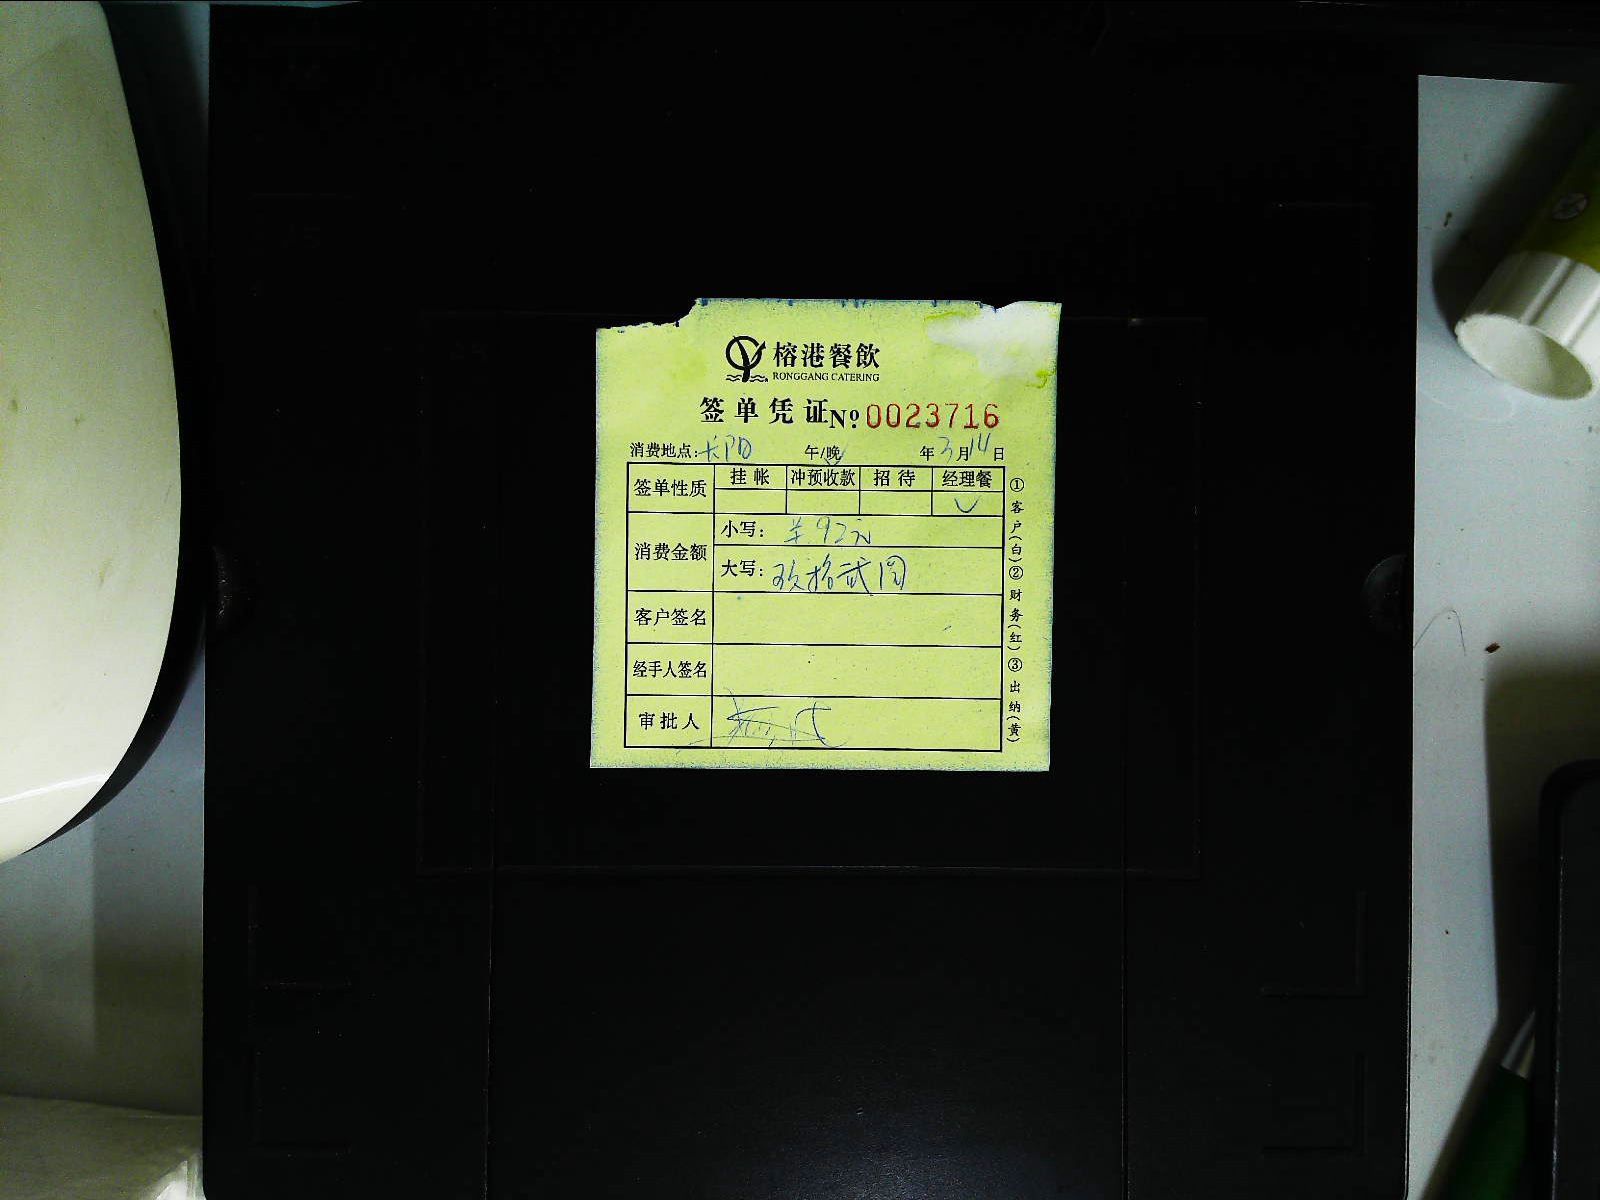 榕港餐飲
RONGGANG CATERING
签单凭证№ 0023716
消费地点: 长阳 午/晚 年3月14日
签单性质 挂帐 冲预收款 招待 经理餐
消费金额
小写: ¥92元
大写: 玖拾贰圆
客户签名
经手人签名
审批人
①客户(白)②财务(红)③出纳(黄)